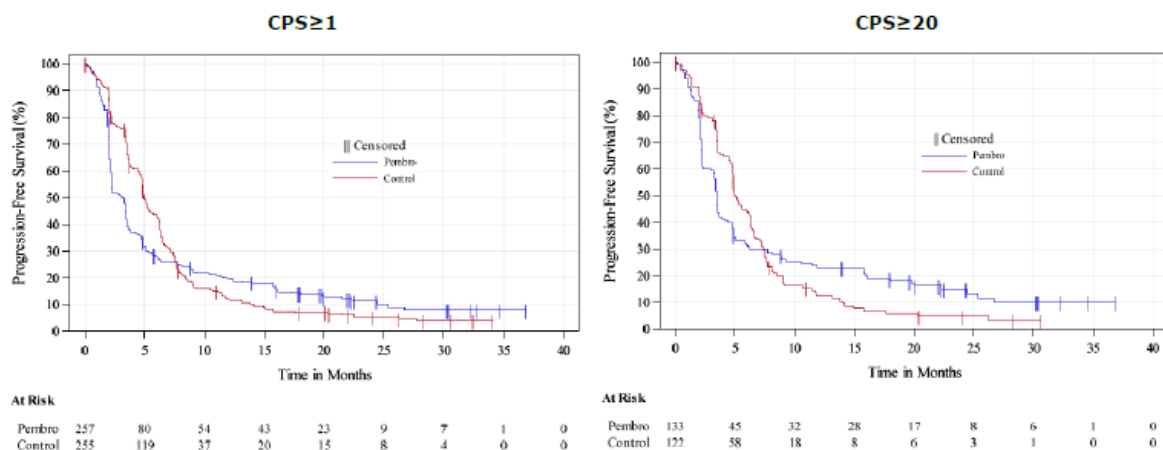 CPS≥1
100
90
80
70
60
50
40
30
20
10
0
Progression-Free Survival (%)
|| Censored
Pembro
Control
0 5 10 15 20 25 30 35 40
Time in Months
At Risk
Pembro 257 80 54 43 23 9 7 1 0
Control 255 119 37 20 15 8 4 0 0
CPS≥20
100
90
80
70
60
50
40
30
20
10
0
Progression-Free Survival (%)
|| Censored
Pembro
Control
0 5 10 15 20 25 30 35 40
Time in Months
At Risk
Pembro 133 45 32 28 17 8 6 1 0
Control 122 58 18 8 6 3 1 0 0